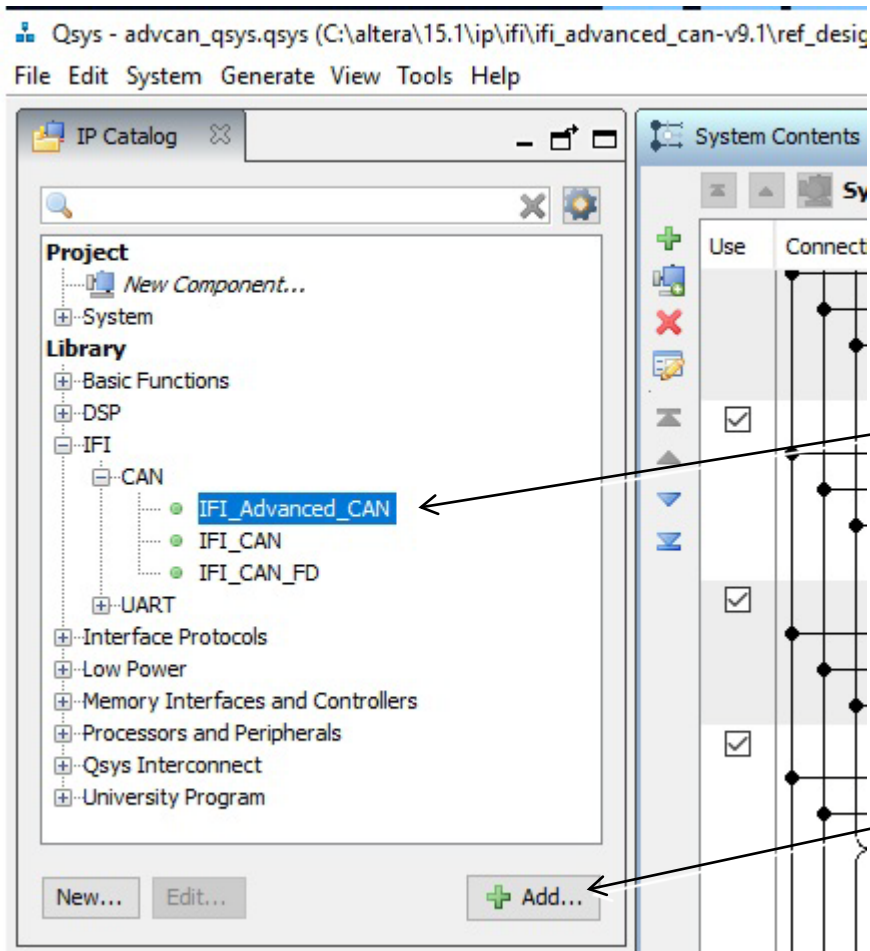 Qsys - advcan_qsys.qsys (C:\altera\15.1\ip\ifi\ifi_advanced_can-v9.1\ref_desig
File Edit System Generate View Tools Help
IP Catalog
System Contents
Sy
Use Connect
Project
New Component...
System
Library
Basic Functions
DSP
IFI
CAN
IFI_Advanced_CAN
IFI_CAN
IFI_CAN_FD
UART
Interface Protocols
Low Power
Memory Interfaces and Controllers
Processors and Peripherals
Qsys Interconnect
University Program
New... Edit... Add...